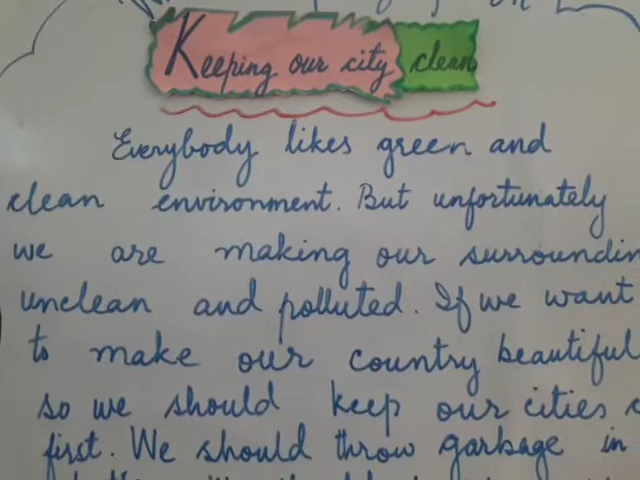 Keeping our city clean
Everybody likes green and
clean environment. But unfortunately
we are making our surroundin
unclean and polluted. If we want
to make our country beautiful
so we should keep our cities c
first. We should throw garbage in